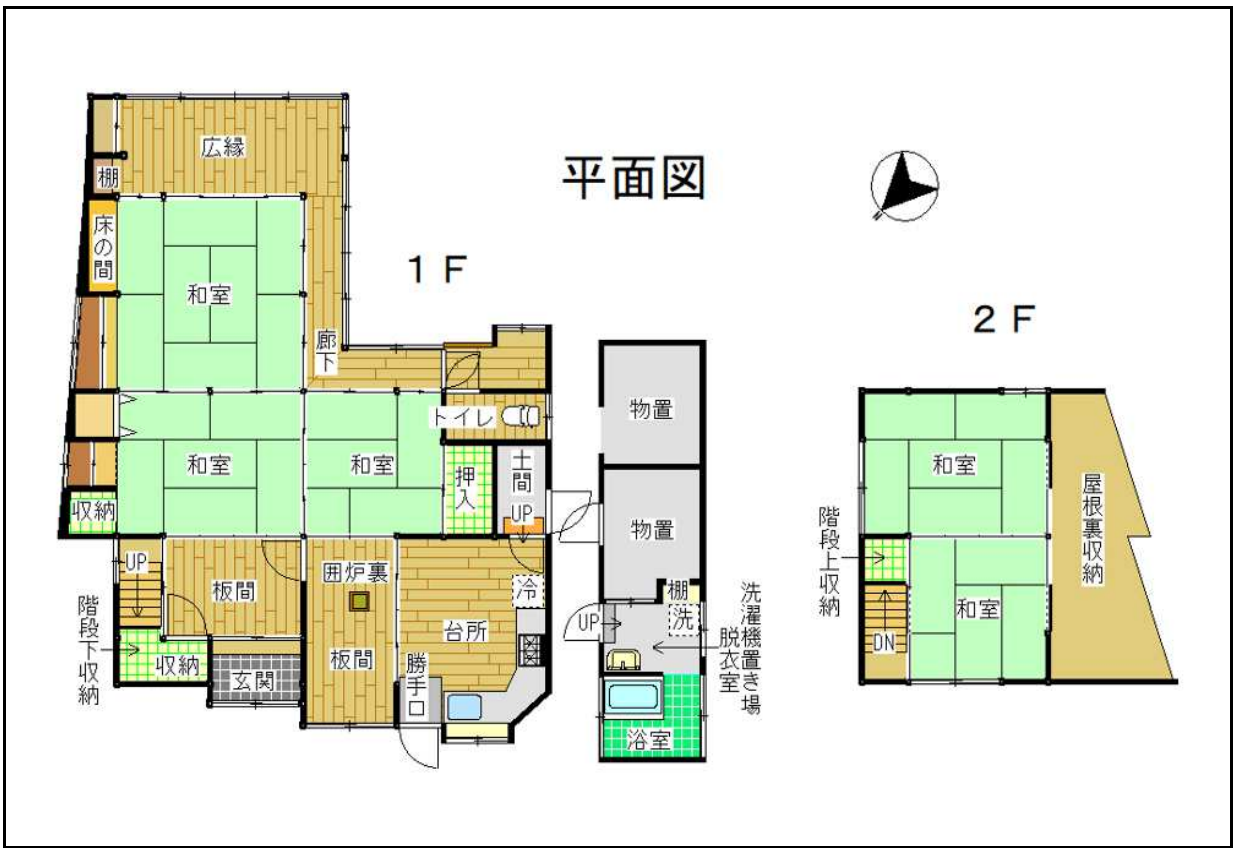 平面図
1F
広縁
棚
床の間
和室
廊下
トイレ
和室
和室
押入
土間
UP
収納
UP
板間
囲炉裏
冷
台所
板間
勝手口
階段下収納
収納
玄関
物置
物置
棚
洗
UP
洗濯機置き場
脱衣室
浴室
N
2F
和室
屋根裏収納
階段上収納
和室
DN